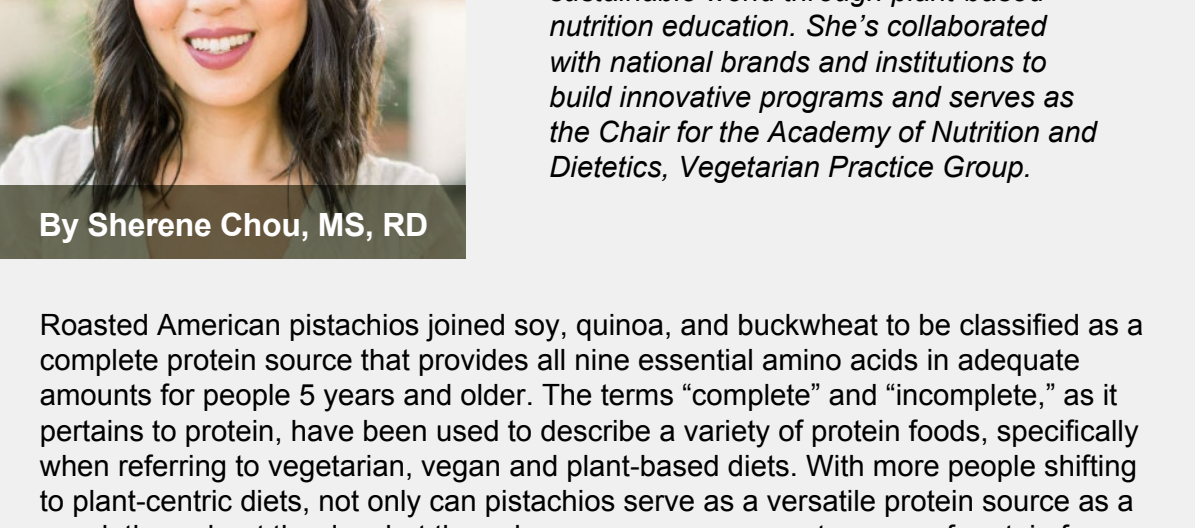 sustainable world through plant-based
nutrition education. She’s collaborated
with national brands and institutions to
build innovative programs and serves as
the Chair for the Academy of Nutrition and
Dietetics, Vegetarian Practice Group.
By Sherene Chou, MS, RD
Roasted American pistachios joined soy, quinoa, and buckwheat to be classified as a
complete protein source that provides all nine essential amino acids in adequate
amounts for people 5 years and older. The terms “complete” and “incomplete,” as it
pertains to protein, have been used to describe a variety of protein foods, specifically
when referring to vegetarian, vegan and plant-based diets. With more people shifting
to plant-centric diets, not only can pistachios serve as a versatile protein source as a